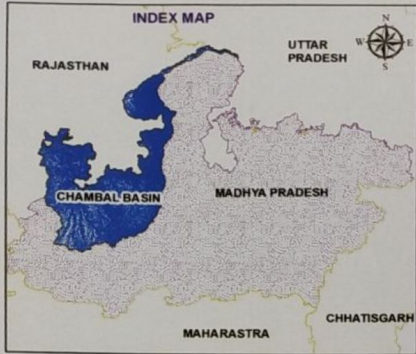 INDEX MAP
N
W E
S
UTTAR
PRADESH
RAJASTHAN
CHAMBAL BASIN
MADHYA PRADESH
CHHATISGARH
MAHARASTRA